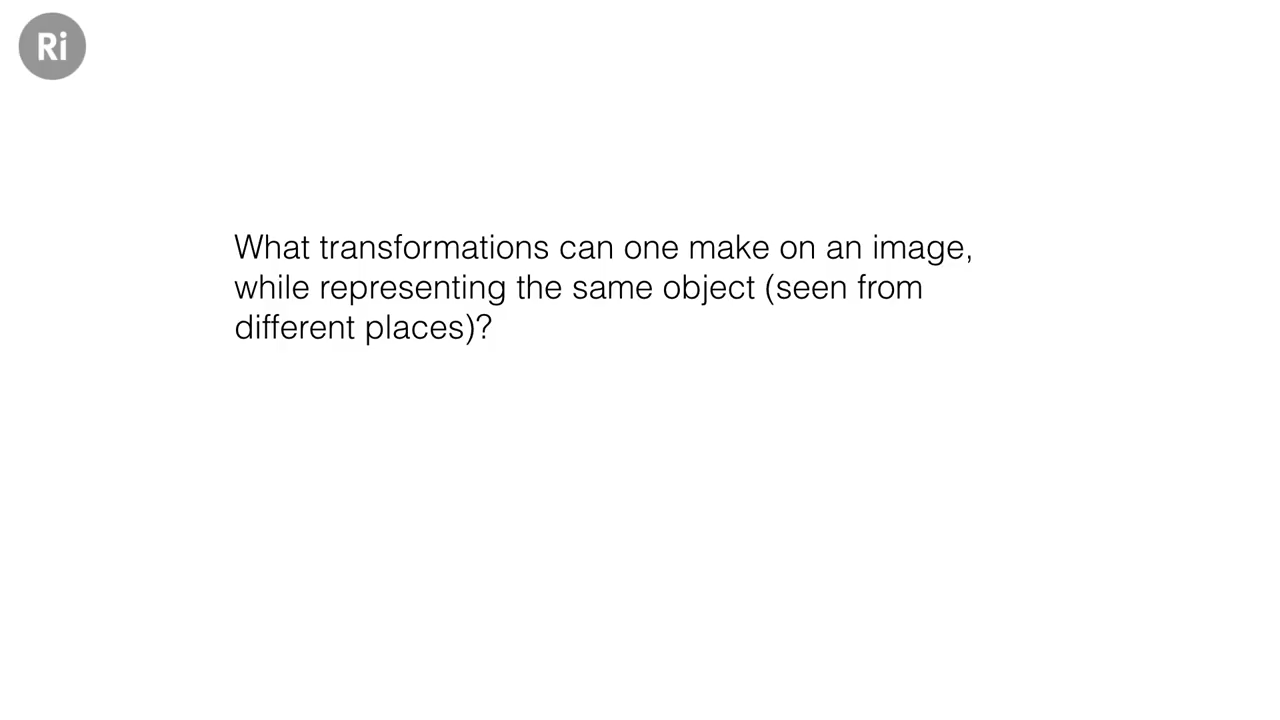 Ri
What transformations can one make on an image,
while representing the same object (seen from
different places)?